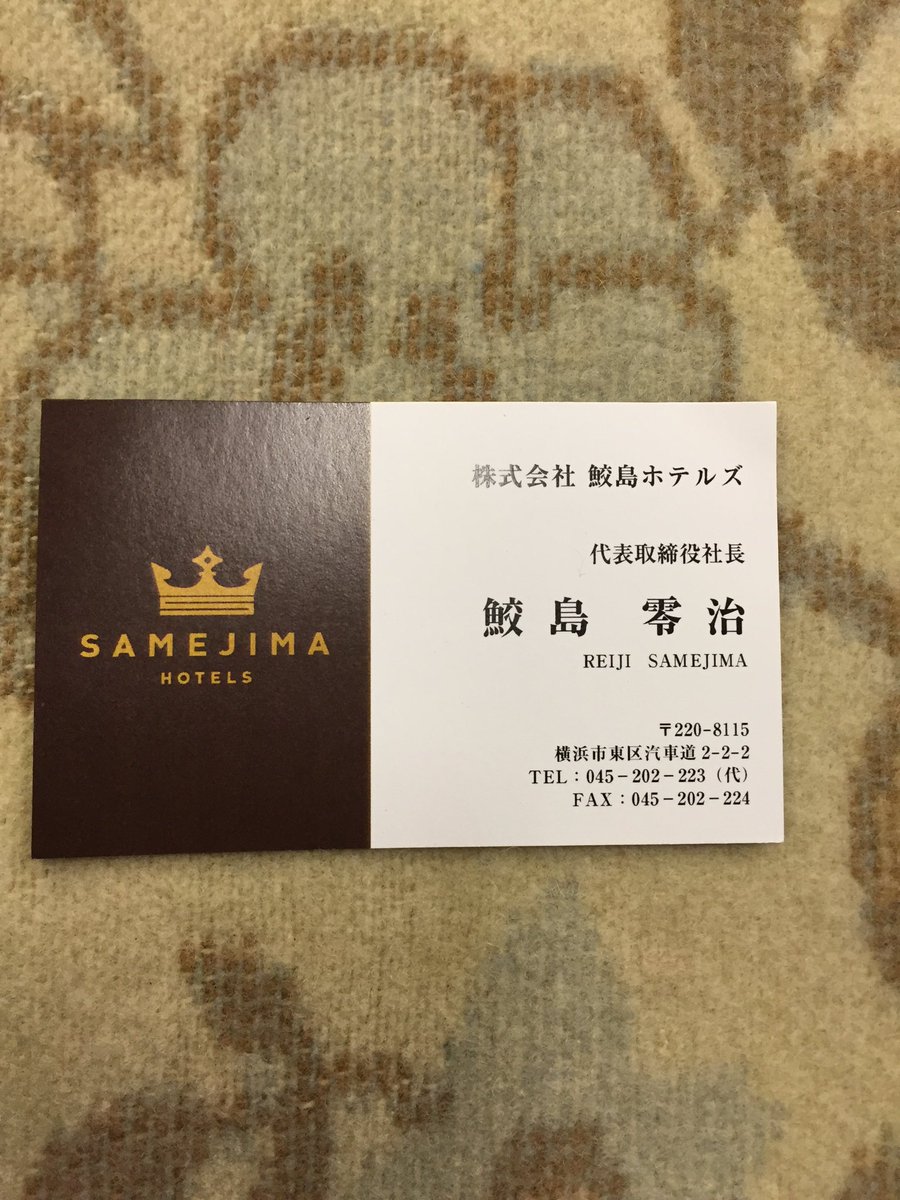 SAMEJIMA
HOTELS
株式会社 鮫島ホテルズ
代表取締役社長
鮫島 零治
REIJI SAMEJIMA
〒220-8115
横浜市東区汽車道2-2-2
TEL：045－202－223（代）
FAX：045－202－224